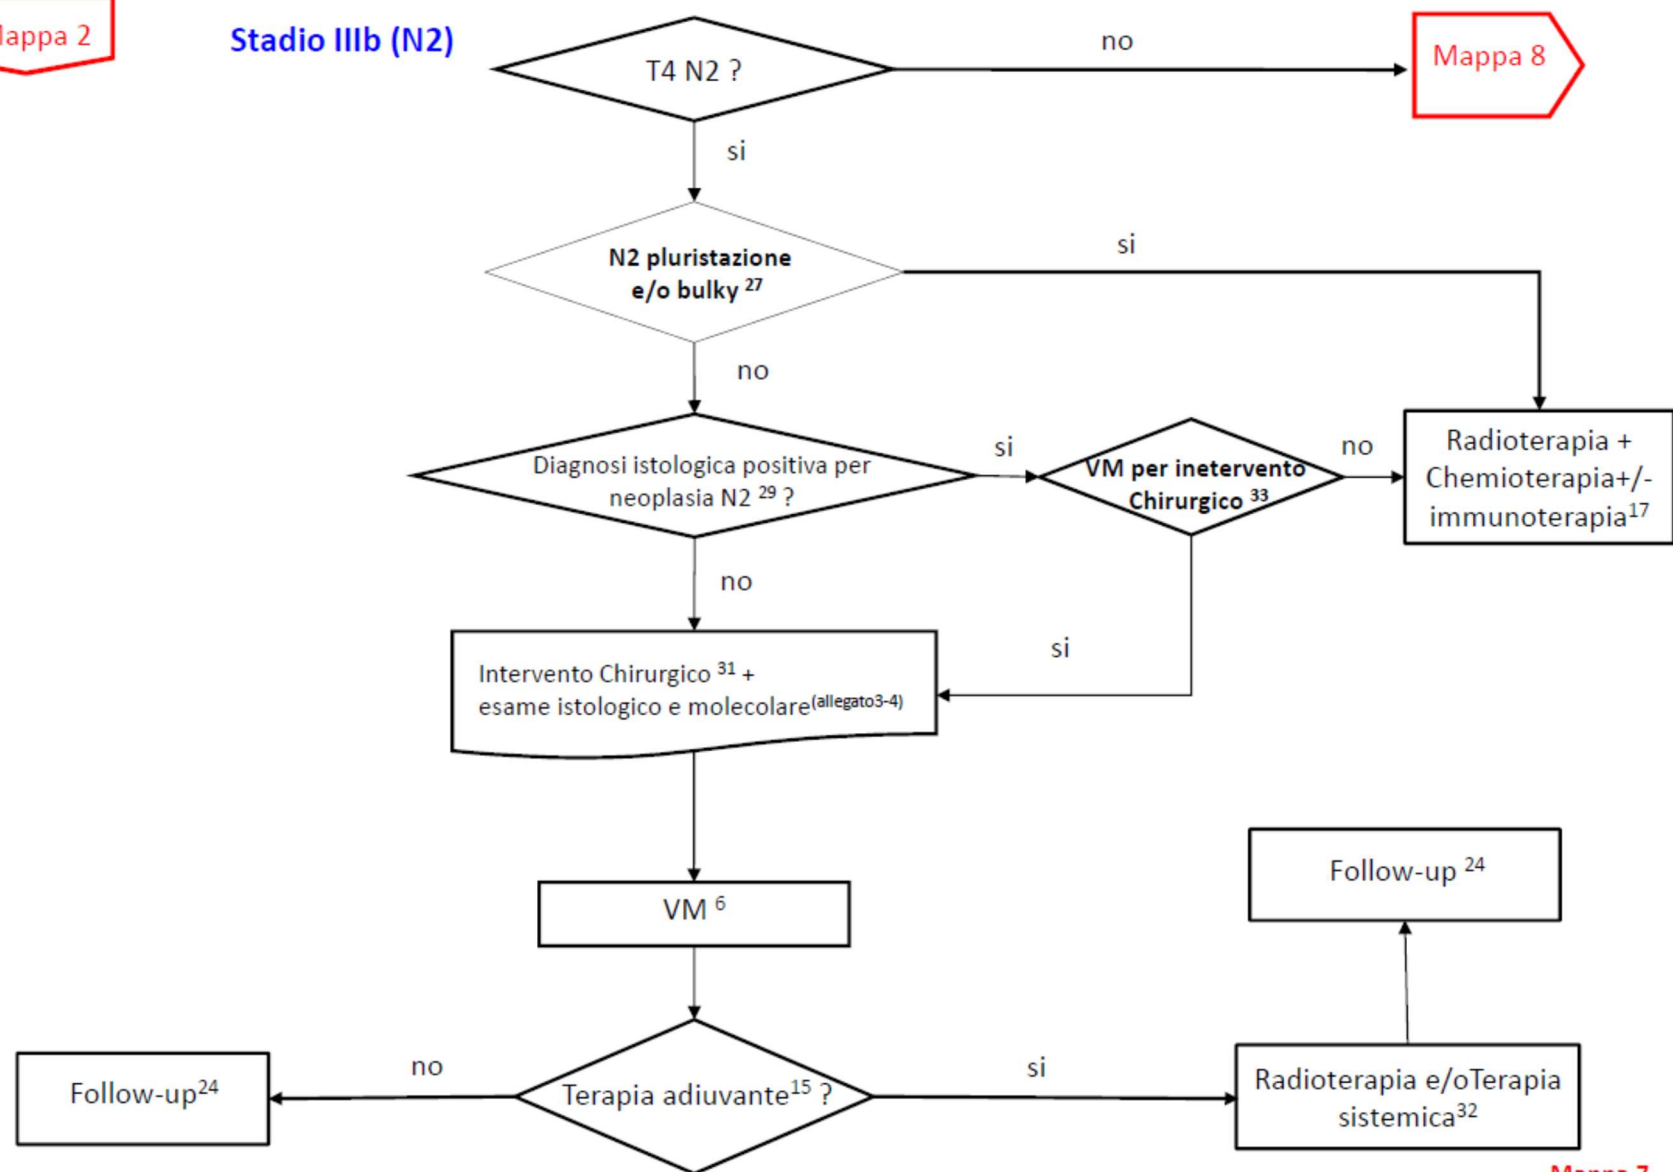 Mappa 2
Stadio IIIb (N2)
T4 N2 ?
no
Mappa 8
si
N2 pluristazione
e/o bulky 27
si
no
Diagnosi istologica positiva per
neoplasia N2 29 ?
si
VM per inetervento
Chirurgico 33
no
Radioterapia +
Chemioterapia+/-
immunoterapia17
no
si
Intervento Chirurgico 31 +
esame istologico e molecolare(allegato3-4)
VM 6
Follow-up 24
Follow-up24
no
Terapia adiuvante15 ?
si
Radioterapia e/oTerapia
sistemica32
Mappa 7